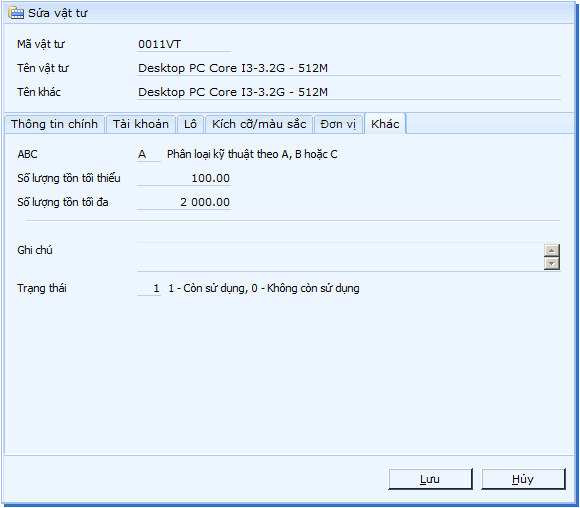 Sửa vật tư
Mã vật tư 0011VT
Tên vật tư Desktop PC Core I3-3.2G - 512M
Tên khác Desktop PC Core I3-3.2G - 512M
Thông tin chính Tài khoản Lô Kích cỡ/màu sắc Đơn vị Khác
ABC A Phân loại kỹ thuật theo A, B hoặc C
Số lượng tồn tối thiểu 100.00
Số lượng tồn tối đa 2 000.00
Ghi chú
Trạng thái 1 1 - Còn sử dụng, 0 - Không còn sử dụng
Lưu Hủy